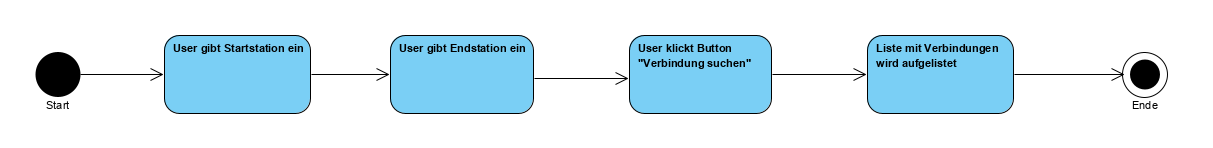 Start
User gibt Startstation ein
User gibt Endstation ein
User klickt Button
"Verbindung suchen"
Liste mit Verbindungen
wird aufgelistet
Ende